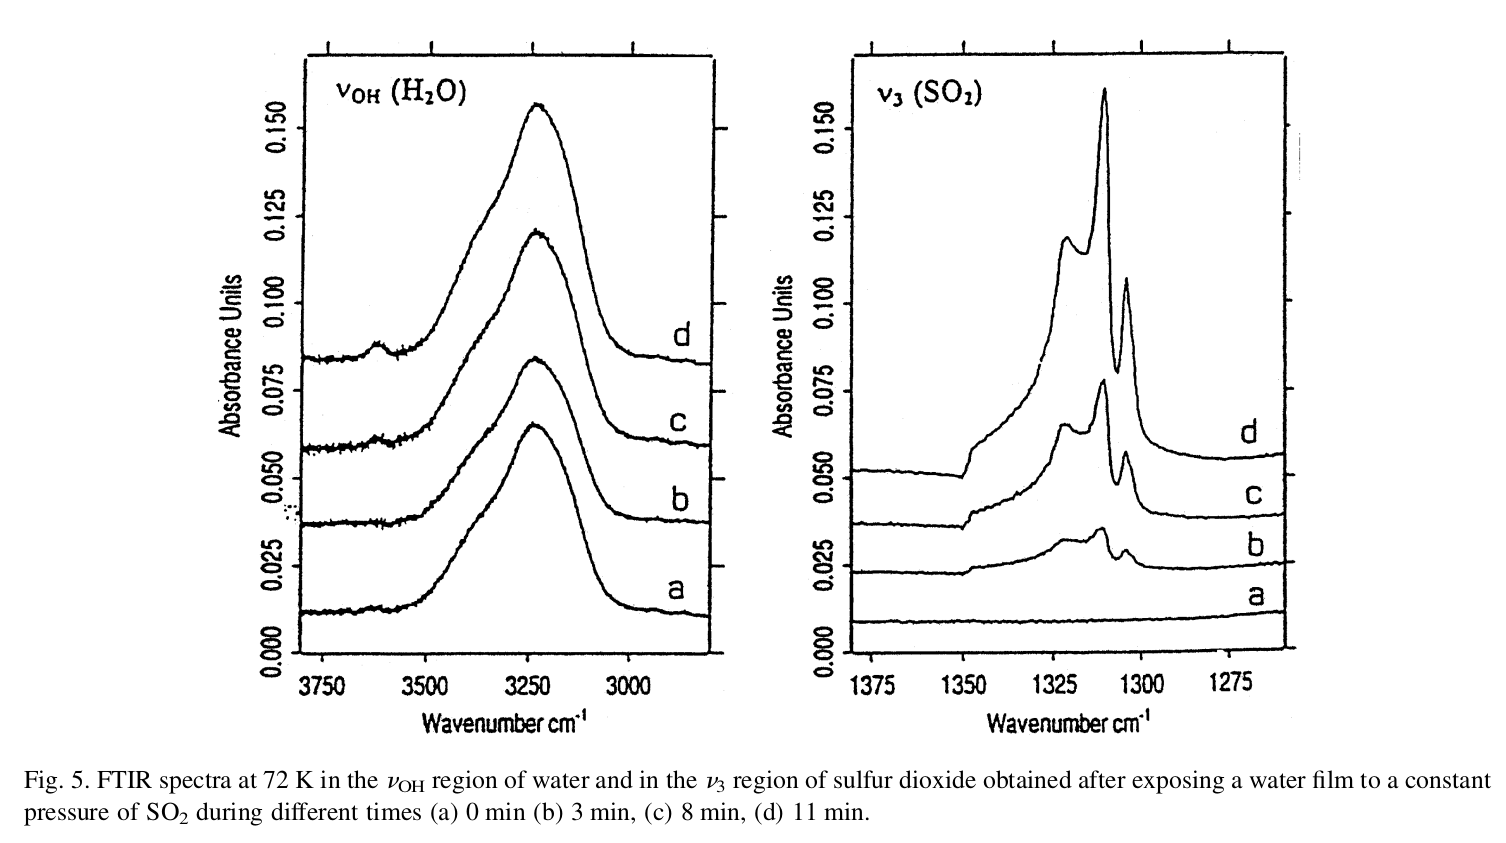 ν_OH (H₂O)
Absorbance Units
0.150
0.125
0.100
0.075
0.050
0.025
0.000
d
c
b
a
3750 3500 3250 3000
Wavenumber cm⁻¹
ν₃ (SO₂)
Absorbance Units
0.150
0.125
0.100
0.075
0.050
0.025
0.000
d
c
b
a
1375 1350 1325 1300 1275
Wavenumber cm⁻¹
Fig. 5. FTIR spectra at 72 K in the ν_OH region of water and in the ν₃ region of sulfur dioxide obtained after exposing a water film to a constant
pressure of SO₂ during different times (a) 0 min (b) 3 min, (c) 8 min, (d) 11 min.